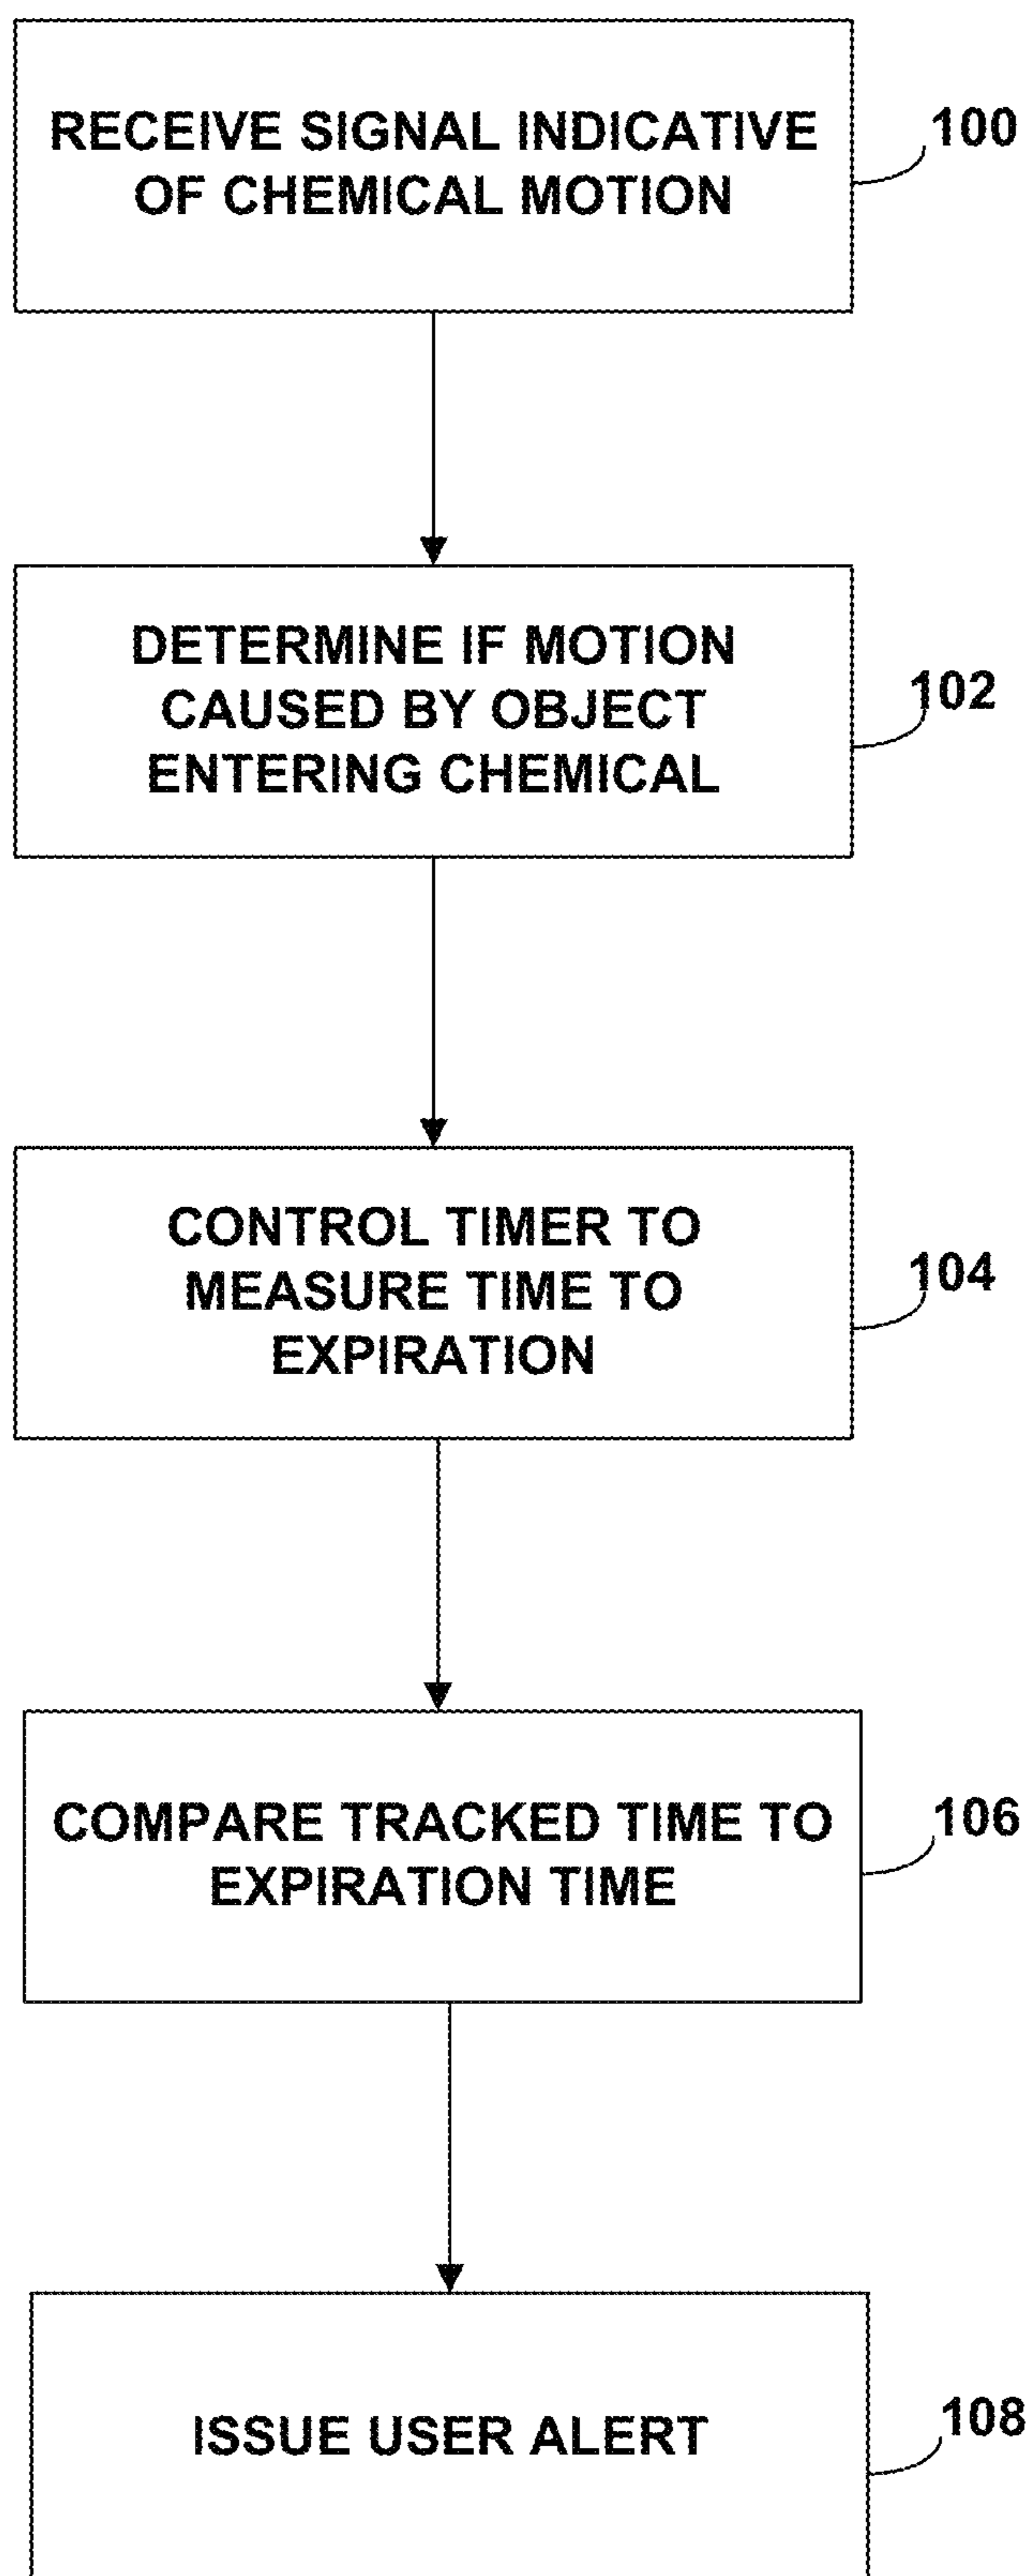 RECEIVE SIGNAL INDICATIVE
OF CHEMICAL MOTION
100
DETERMINE IF MOTION
CAUSED BY OBJECT
ENTERING CHEMICAL
102
CONTROL TIMER TO
MEASURE TIME TO
EXPIRATION
104
COMPARE TRACKED TIME TO
EXPIRATION TIME
106
ISSUE USER ALERT
108